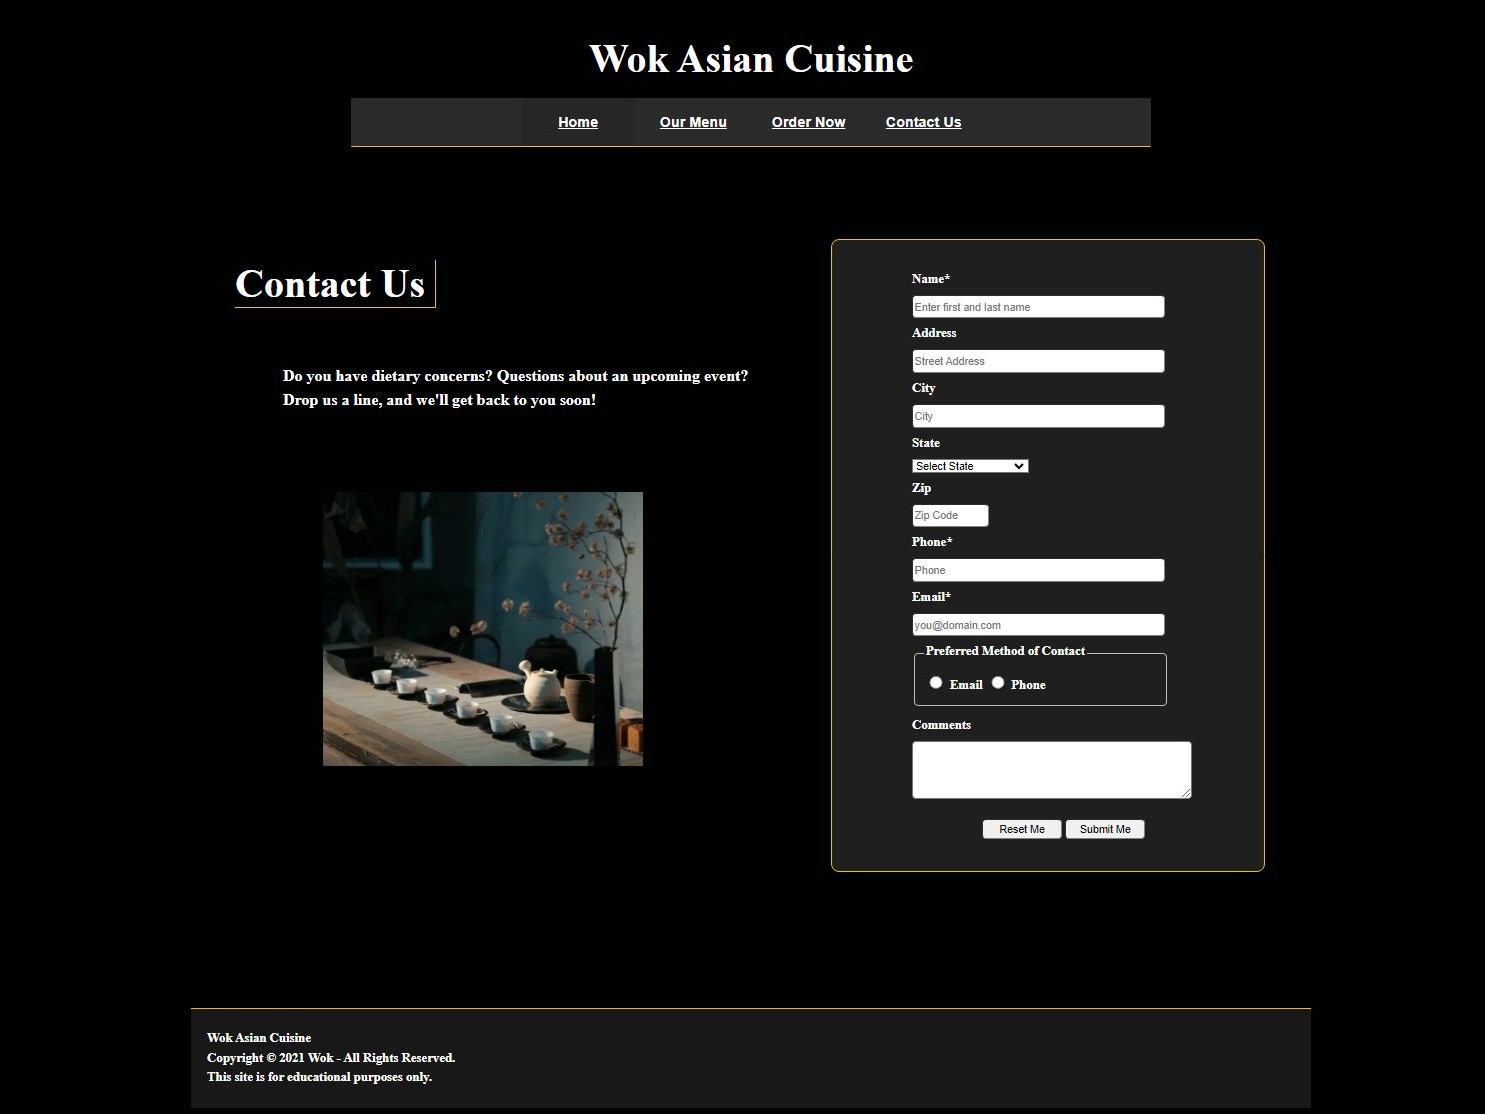 Wok Asian Cuisine
Home Our Menu Order Now Contact Us
Contact Us
Do you have dietary concerns? Questions about an upcoming event?
Drop us a line, and we'll get back to you soon!
Name*
Enter first and last name
Address
Street Address
City
City
State
Select State
Zip
Zip Code
Phone*
Phone
Email*
you@domain.com
Preferred Method of Contact
Email Phone
Comments
Reset Me Submit Me
Wok Asian Cuisine
Copyright © 2021 Wok - All Rights Reserved.
This site is for educational purposes only.